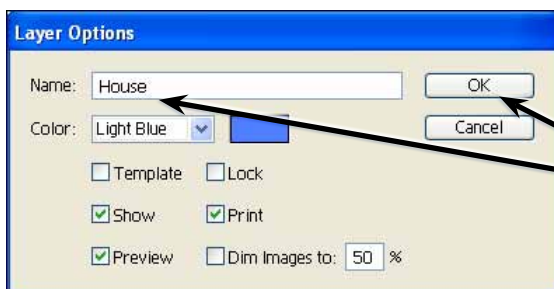 Layer Options
Name: House OK
Color: Light Blue Cancel
Template Lock
Show Print
Preview Dim Images to: 50 %